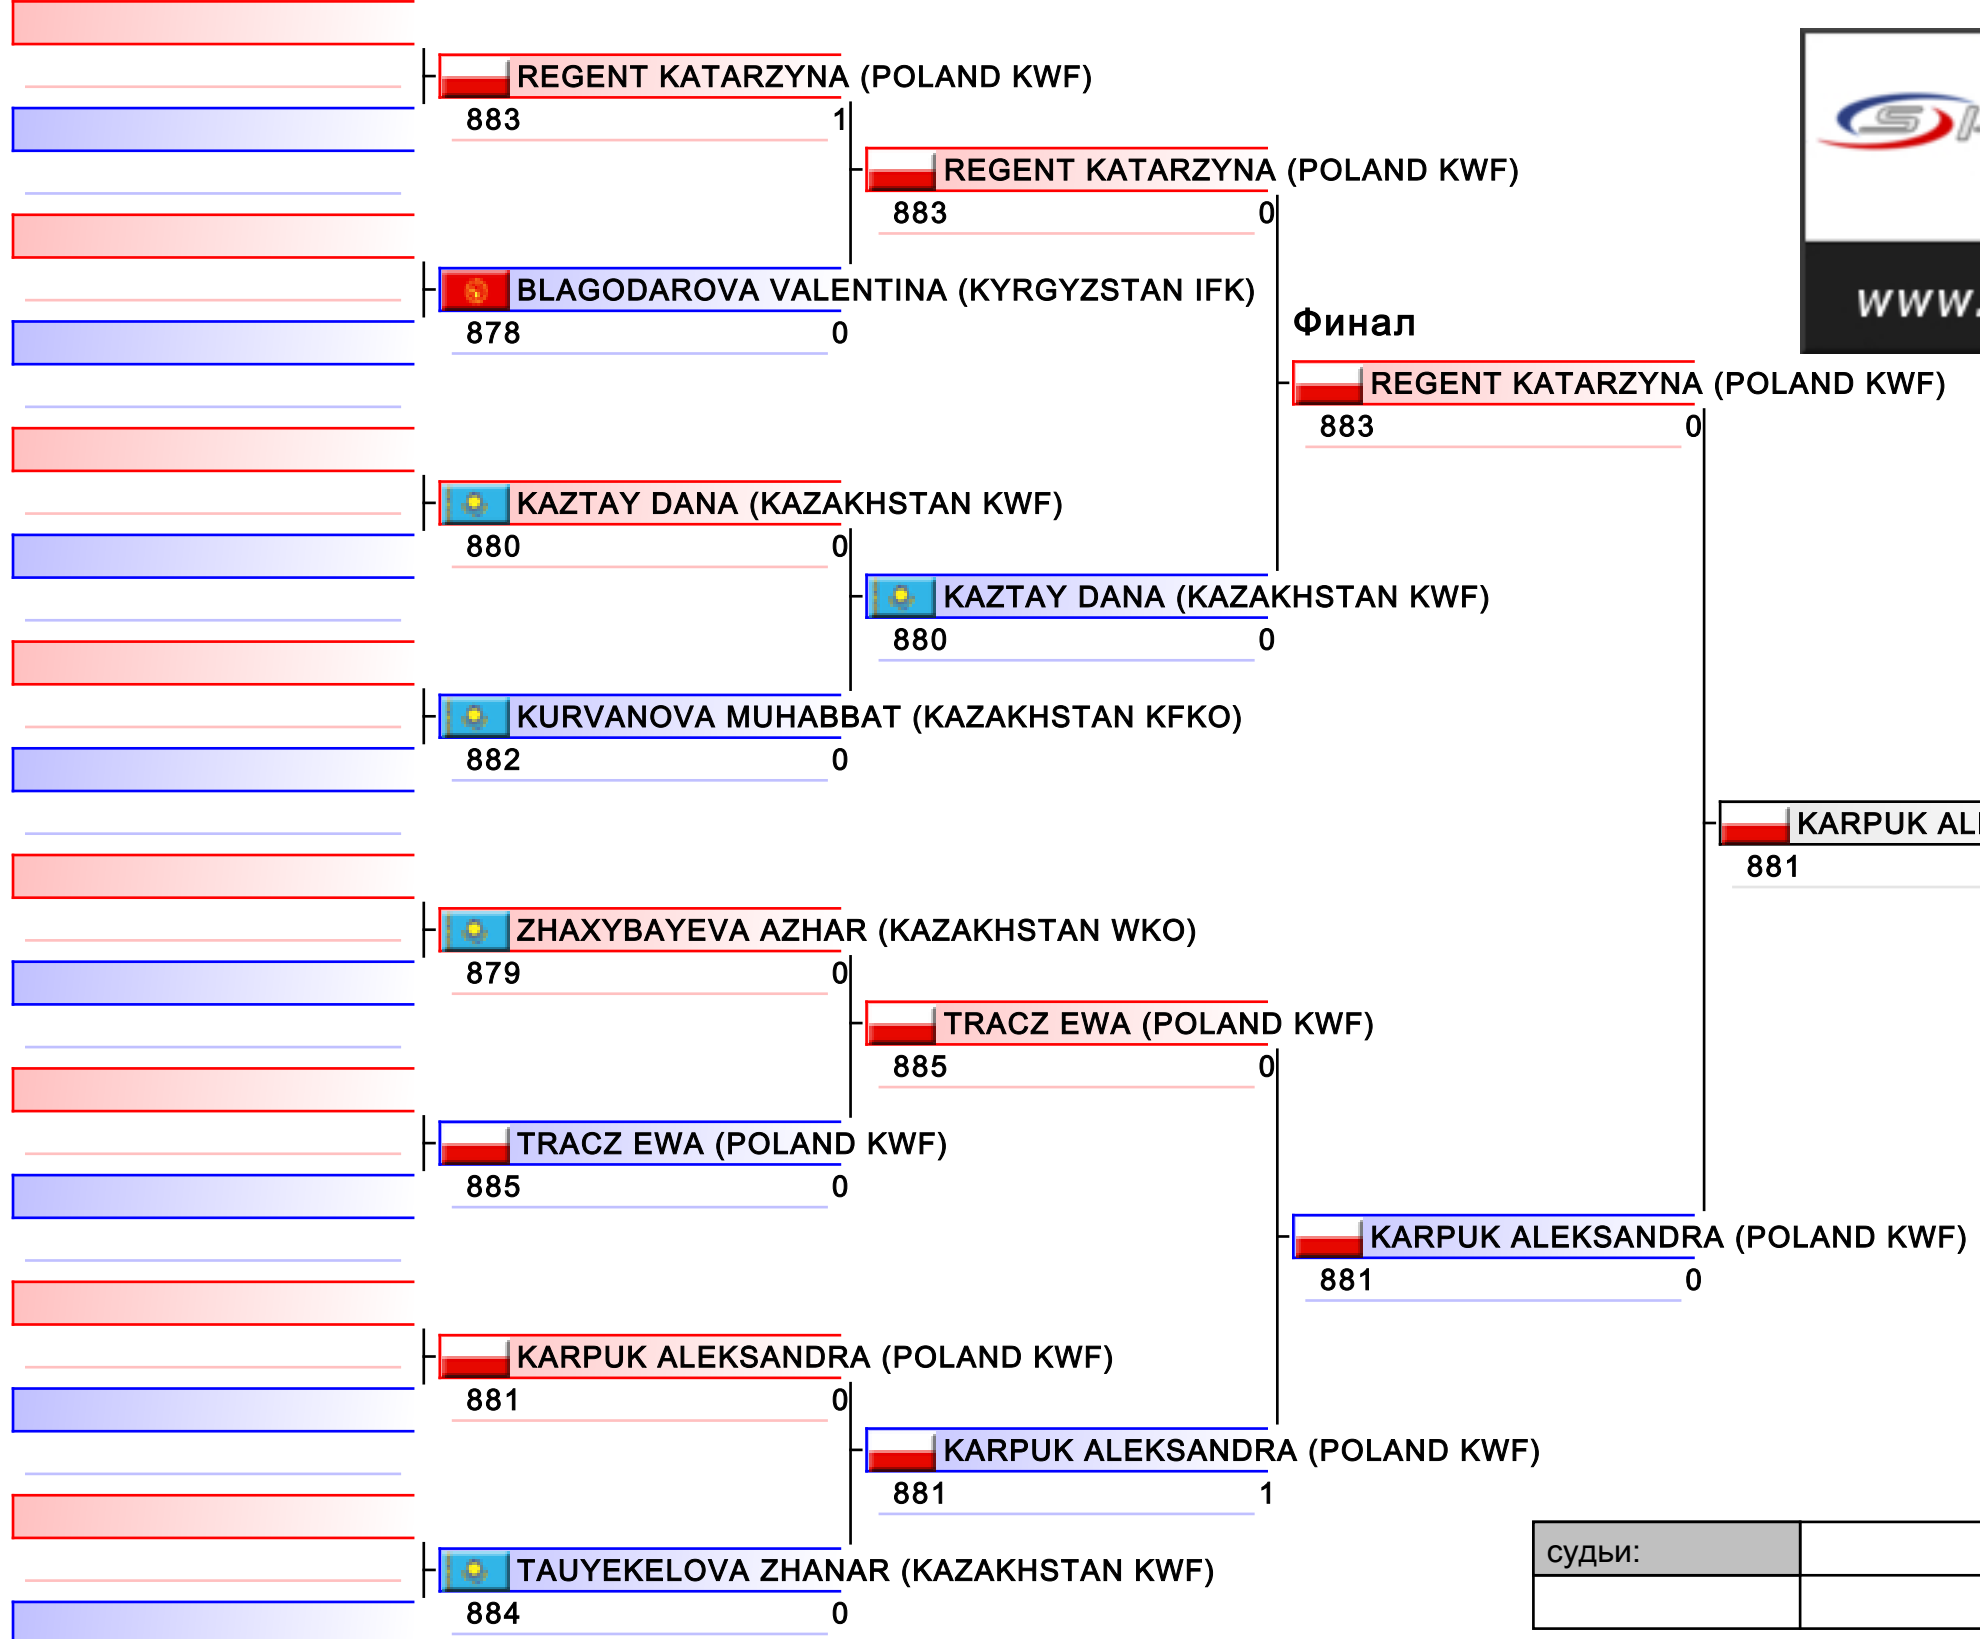 REGENT KATARZYNA (POLAND KWF)
883 1
REGENT KATARZYNA (POLAND KWF)
883 0
BLAGODAROVA VALENTINA (KYRGYZSTAN IFK)
878 0
www.
Финал
REGENT KATARZYNA (POLAND KWF)
883 0
KAZTAY DANA (KAZAKHSTAN KWF)
880 0
KAZTAY DANA (KAZAKHSTAN KWF)
880 0
KURVANOVA MUHABBAT (KAZAKHSTAN KFKO)
882 0
KARPUK
881
ZHAXYBAYEVA AZHAR (KAZAKHSTAN WKO)
879 0
TRACZ EWA (POLAND KWF)
885 0
TRACZ EWA (POLAND KWF)
885 0
KARPUK ALEKSANDRA (POLAND KWF)
881 0
KARPUK ALEKSANDRA (POLAND KWF)
881 0
KARPUK ALEKSANDRA (POLAND KWF)
881 1
TAUYEKELOVA ZHANAR (KAZAKHSTAN KWF)
884 0
судьи: